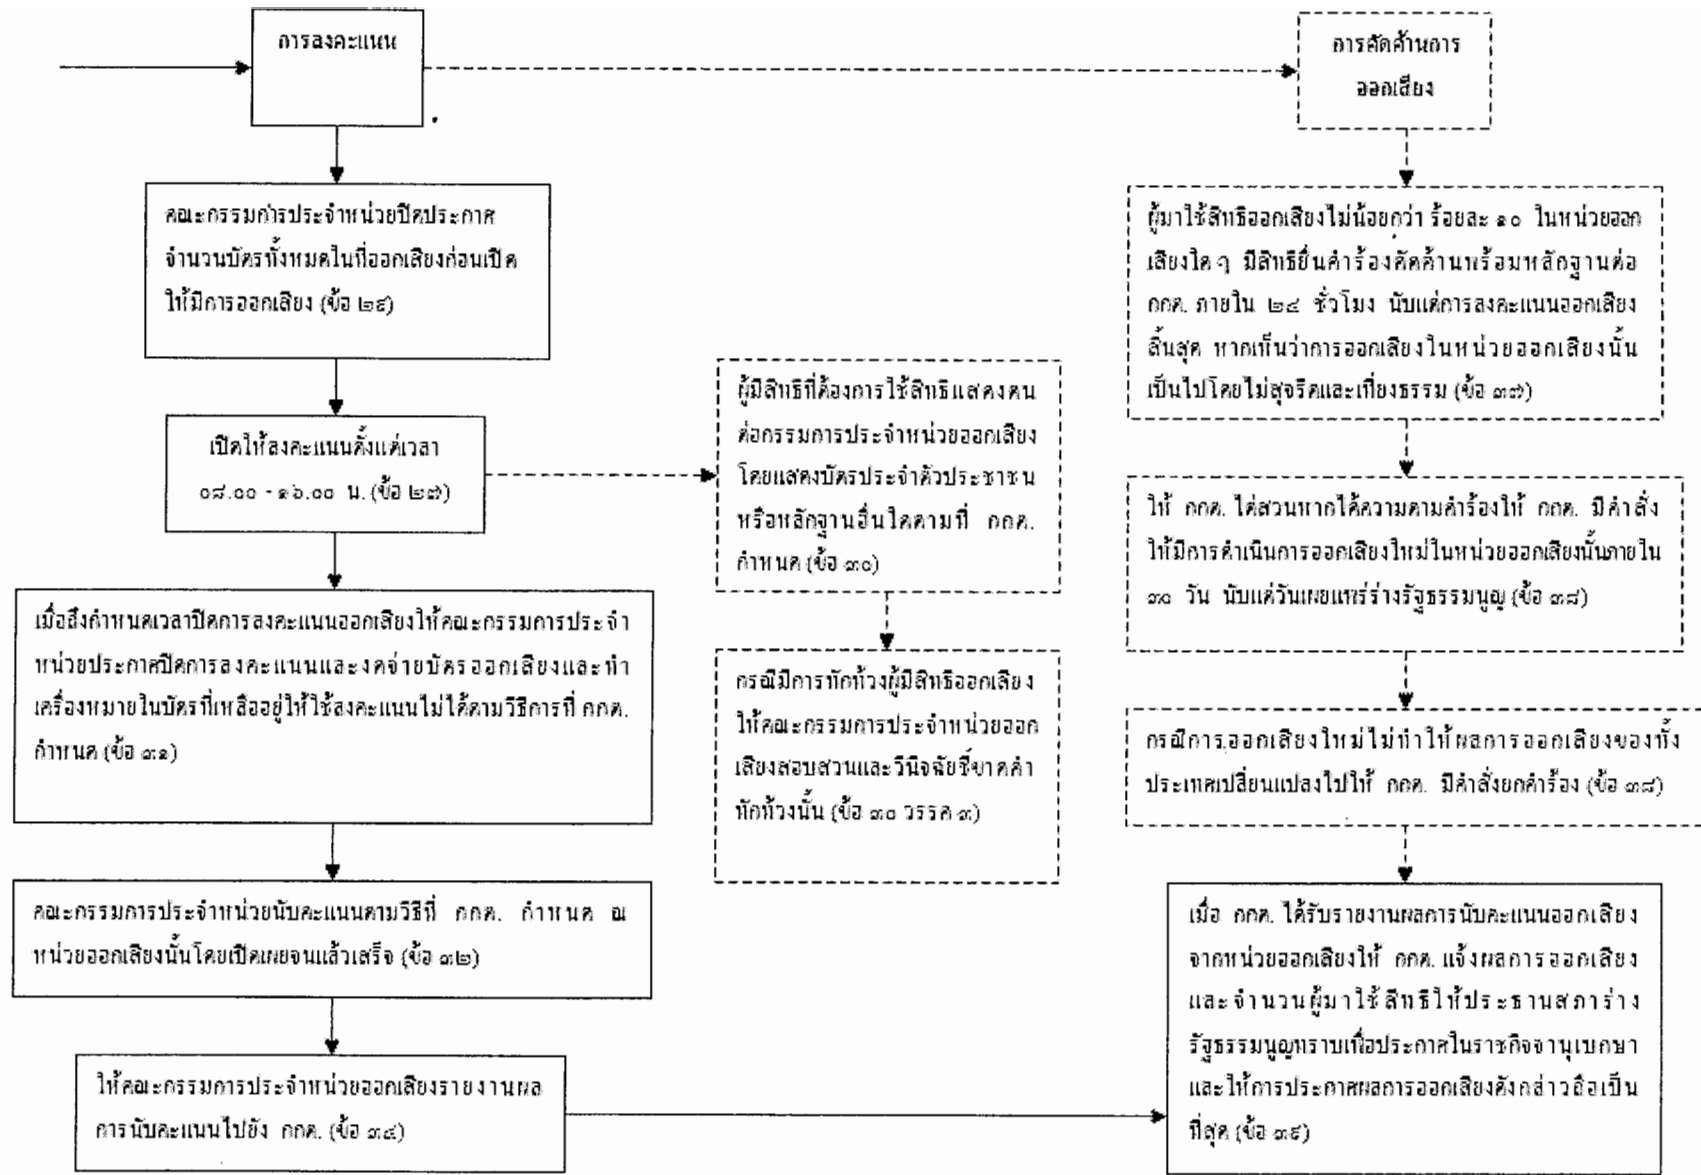 การลงคะแนน
คณะกรรมการประจำหน่วยปิดประกาศ
จำนวนบัตรทั้งหมดในที่ออกเสียงก่อนเปิด
ให้มีการออกเสียง (ข้อ ๒๙)
เปิดให้ลงคะแนนตั้งแต่เวลา
๐๘.๐๐ - ๑๖.๐๐ น. (ข้อ ๒๗)
เมื่อถึงกำหนดเวลาปิดการลงคะแนนออกเสียงให้คณะกรรมการประจำ
หน่วยประกาศปิดการลงคะแนนและงดจ่ายบัตรออกเสียงและทำ
เครื่องหมายในบัตรที่เหลืออยู่ให้ใช้ลงคะแนนไม่ได้ตามวิธีการที่ กกต.
กำหนด (ข้อ ๓๑)
คณะกรรมการประจำหน่วยนับคะแนนตามวิธีที่ กกต. กำหนด ณ
หน่วยออกเสียงนั้นโดยเปิดเผยจนแล้วเสร็จ (ข้อ ๓๒)
ให้คณะกรรมการประจำหน่วยออกเสียงรายงานผล
การนับคะแนนไปยัง กกต. (ข้อ ๓๔)
ผู้มีสิทธิที่ต้องการใช้สิทธิแสดงตน
ต่อกรรมการประจำหน่วยออกเสียง
โดยแสดงบัตรประจำตัวประชาชน
หรือหลักฐานอื่นใดตามที่ กกต.
กำหนด (ข้อ ๓๐)
กรณีมีการทักท้วงผู้มีสิทธิออกเสียง
ให้คณะกรรมการประจำหน่วยออก
เสียงสอบสวนและวินิจฉัยชี้ขาดคำ
ทักท้วงนั้น (ข้อ ๓๐ วรรค ๓)
การคัดค้านการ
ออกเสียง
ผู้มาใช้สิทธิออกเสียงไม่น้อยกว่า ร้อยละ ๑๐ ในหน่วยออก
เสียงใด ๆ มีสิทธิยื่นคำร้องคัดค้านพร้อมหลักฐานต่อ
กกต. ภายใน ๒๔ ชั่วโมง นับแต่การลงคะแนนออกเสียง
สิ้นสุด หากเห็นว่าการออกเสียงในหน่วยออกเสียงนั้น
เป็นไปโดยไม่สุจริตและเที่ยงธรรม (ข้อ ๓๗)
ให้ กกต. ไต่สวนหากได้ความตามคำร้องให้ กกต. มีคำสั่ง
ให้มีการดำเนินการออกเสียงใหม่ในหน่วยออกเสียงนั้นภายใน
๓๐ วัน นับแต่วันเผยแพร่ร่างรัฐธรรมนูญ (ข้อ ๓๘)
กรณีการออกเสียงใหม่ไม่ทำให้ผลการออกเสียงของทั้ง
ประเทศเปลี่ยนแปลงไปให้ กกต. มีคำสั่งยกคำร้อง (ข้อ ๓๘)
เมื่อ กกต. ได้รับรายงานผลการนับคะแนนออกเสียง
จากหน่วยออกเสียงให้ กกต. แจ้งผลการออกเสียง
และจำนวนผู้มาใช้สิทธิให้ประธานสภาร่าง
รัฐธรรมนูญทราบเพื่อประกาศในราชกิจจานุเบกษา
และให้การประกาศผลการออกเสียงดังกล่าวถือเป็น
ที่สุด (ข้อ ๓๙)